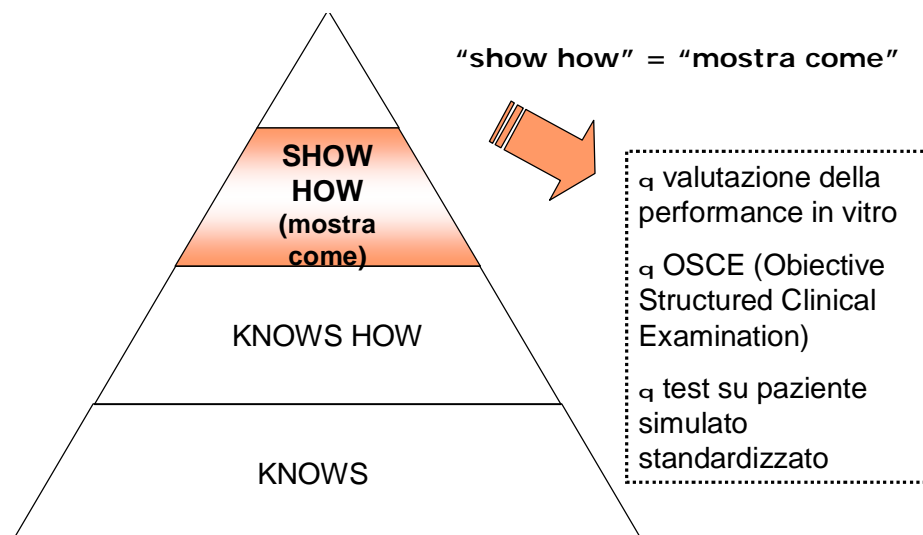 “show how” = “mostra come”
SHOW
HOW
(mostra
come)
KNOWS HOW
KNOWS
q valutazione della
performance in vitro
q OSCE (Obiective
Structured Clinical
Examination)
q test su paziente
simulato
standardizzato